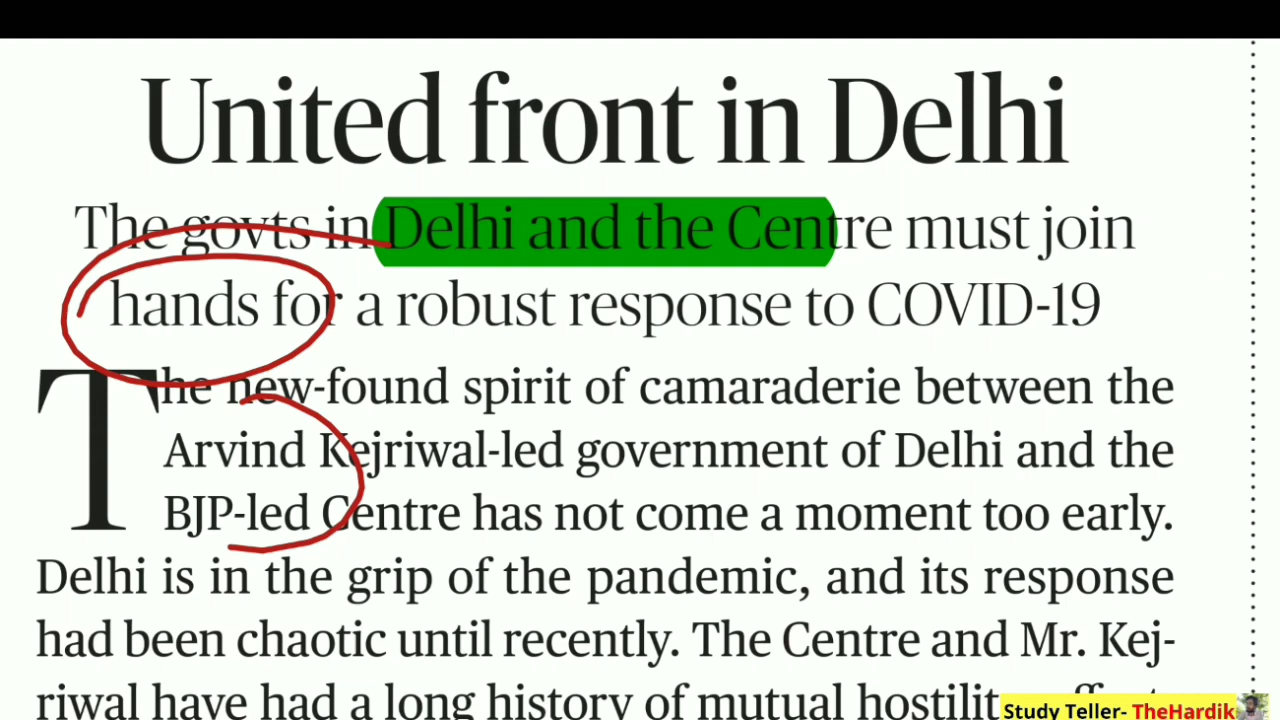 United front in Delhi
The govts in Delhi and the Centre must join
hands for a robust response to COVID-19
The new-found spirit of camaraderie between the
Arvind Kejriwal-led government of Delhi and the
BJP-led Centre has not come a moment too early.
Delhi is in the grip of the pandemic, and its response
had been chaotic until recently. The Centre and Mr. Kej-
riwal have had a long history of mutual
Study Teller- TheHardik